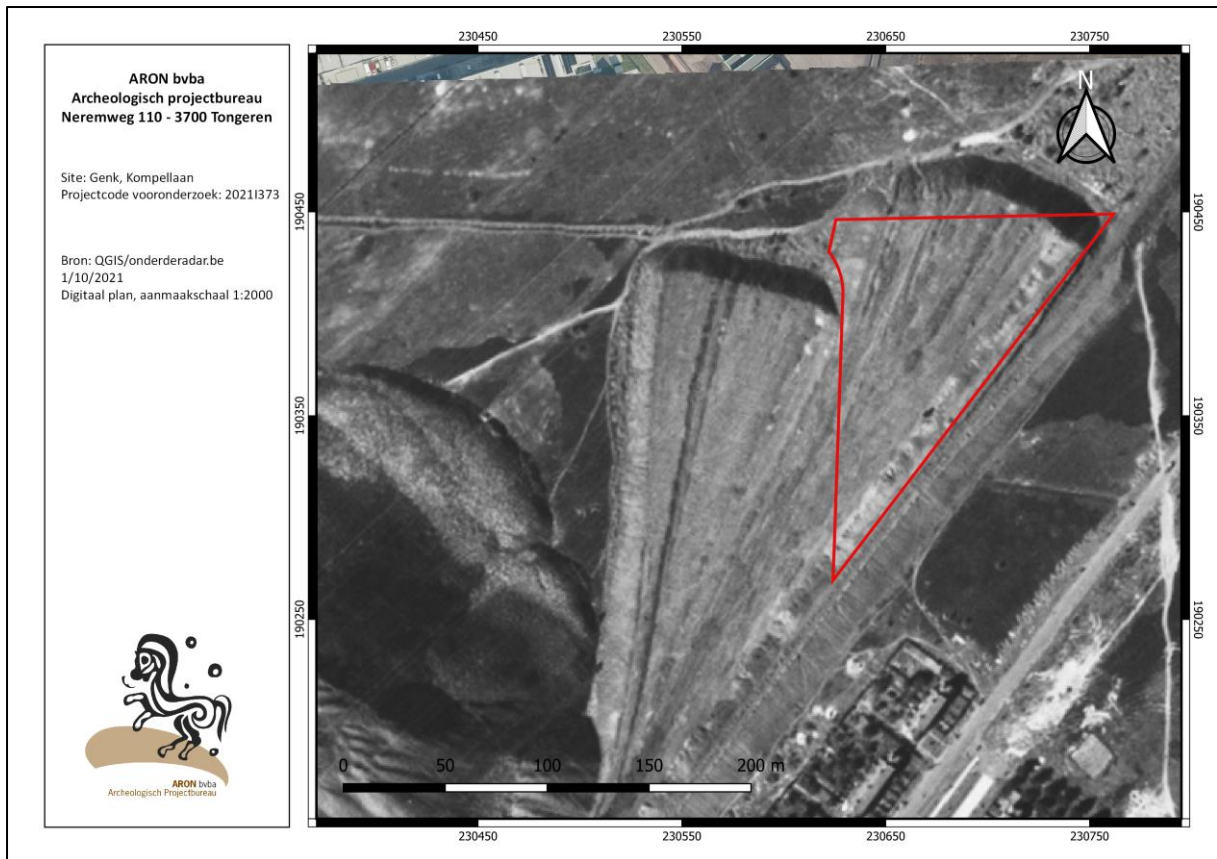 ARON bvba
Archeologisch projectbureau
Neremweg 110 - 3700 Tongeren
Site: Genk, Kompellaan
Projectcode vooronderzoek: 2021I373
Bron: QGIS/onderderadar.be
1/10/2021
Digitaal plan, aanmaakschaal 1:2000
ARON bvba
Archeologisch Projectbureau
230450 230550 230650 230750
N
190450 190450
190350 190350
190250 190250
0 50 100 150 200 m
230450 230550 230650 230750